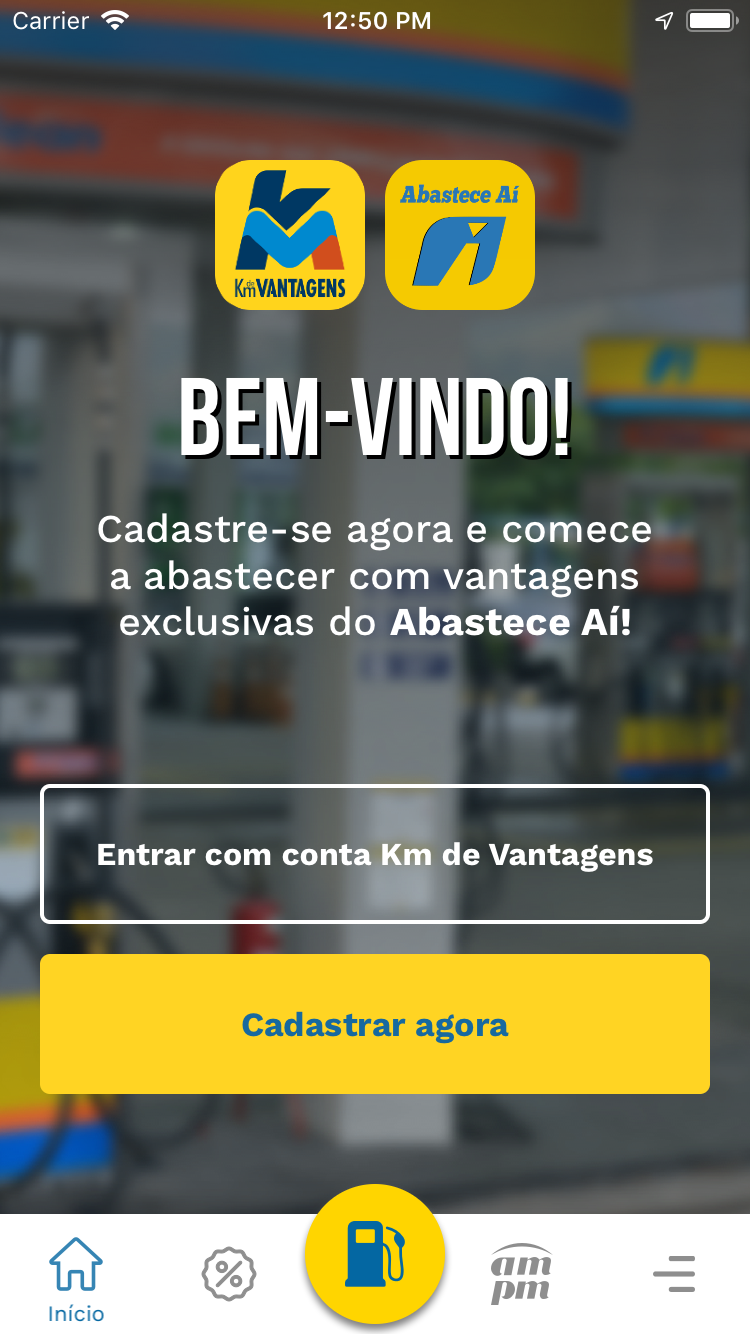 Carrier 12:50 PM
Km de VANTAGENS
Abastece Aí
BEM-VINDO!
Cadastre-se agora e comece
a abastecer com vantagens
exclusivas do Abastece Aí!
Entrar com conta Km de Vantagens
Cadastrar agora
am
pm
Início